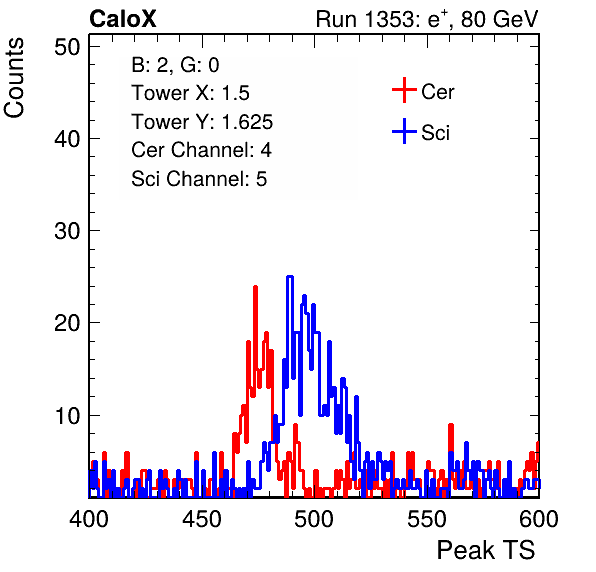 CaloX Run 1353: e⁺, 80 GeV
Counts
B: 2, G: 0
Tower X: 1.5
Tower Y: 1.625
Cer Channel: 4
Sci Channel: 5
Cer
Sci
50
40
30
20
10
400 450 500 550 600
Peak TS